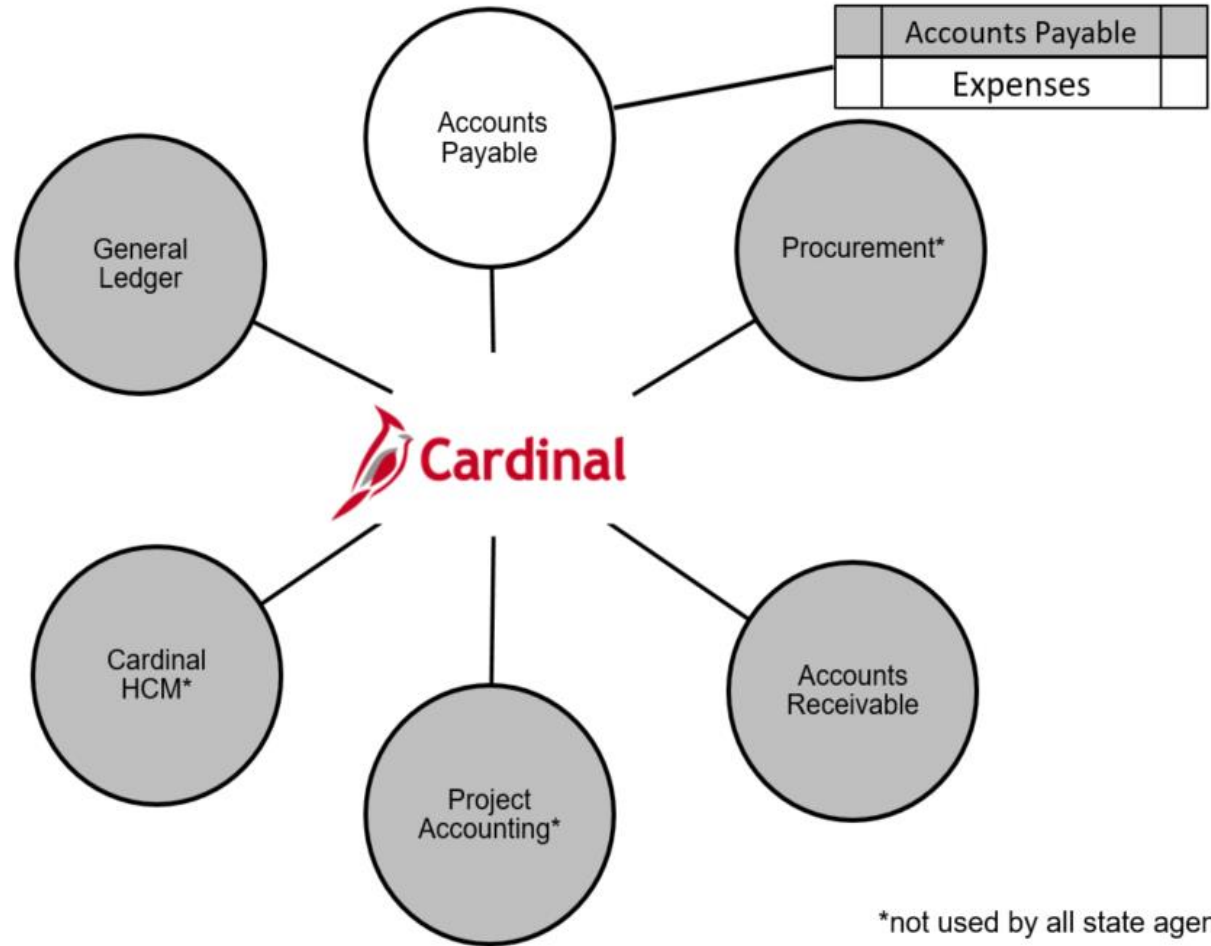 Accounts Payable
Expenses
Accounts
Payable
Procurement*
General
Ledger
Cardinal
Cardinal
HCM*
Accounts
Receivable
Project
Accounting*
*not used by all state